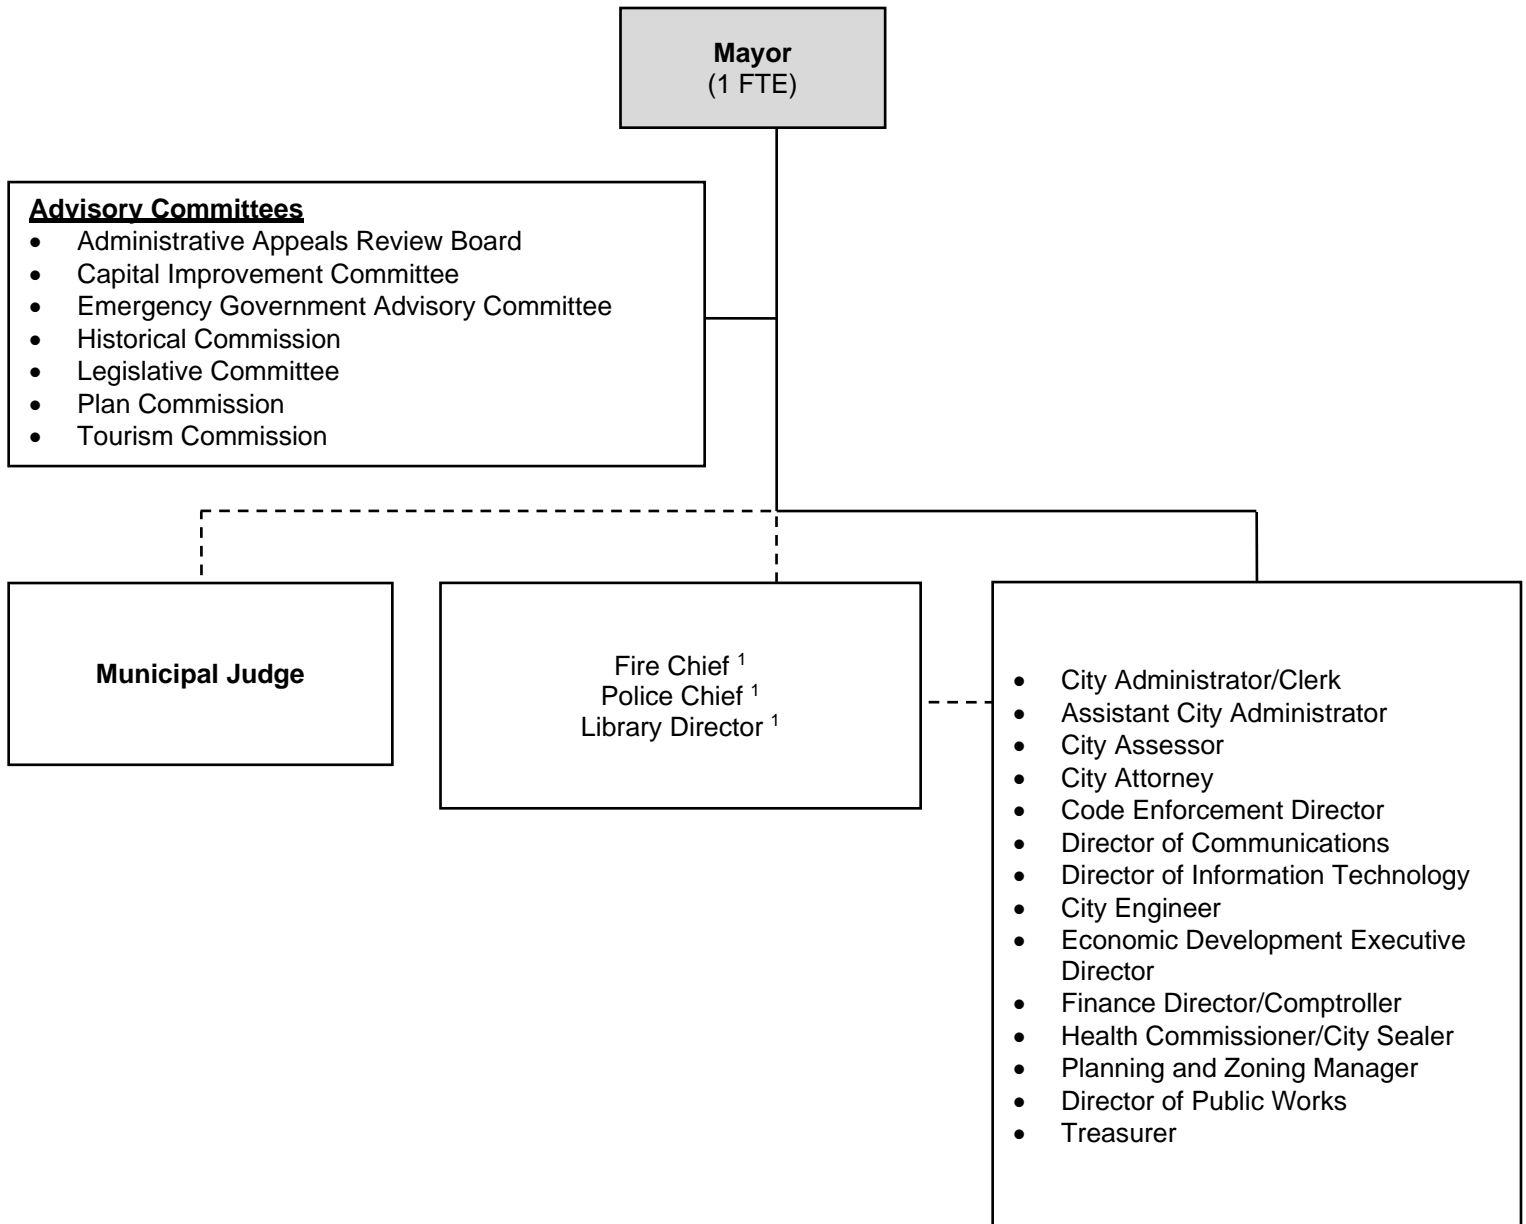 Mayor
(1 FTE)
Advisory Committees
• Administrative Appeals Review Board
• Capital Improvement Committee
• Emergency Government Advisory Committee
• Historical Commission
• Legislative Committee
• Plan Commission
• Tourism Commission
Municipal Judge
Fire Chief ¹
Police Chief ¹
Library Director ¹
• City Administrator/Clerk
• Assistant City Administrator
• City Assessor
• City Attorney
• Code Enforcement Director
• Director of Communications
• Director of Information Technology
• City Engineer
• Economic Development Executive
Director
• Finance Director/Comptroller
• Health Commissioner/City Sealer
• Planning and Zoning Manager
• Director of Public Works
• Treasurer